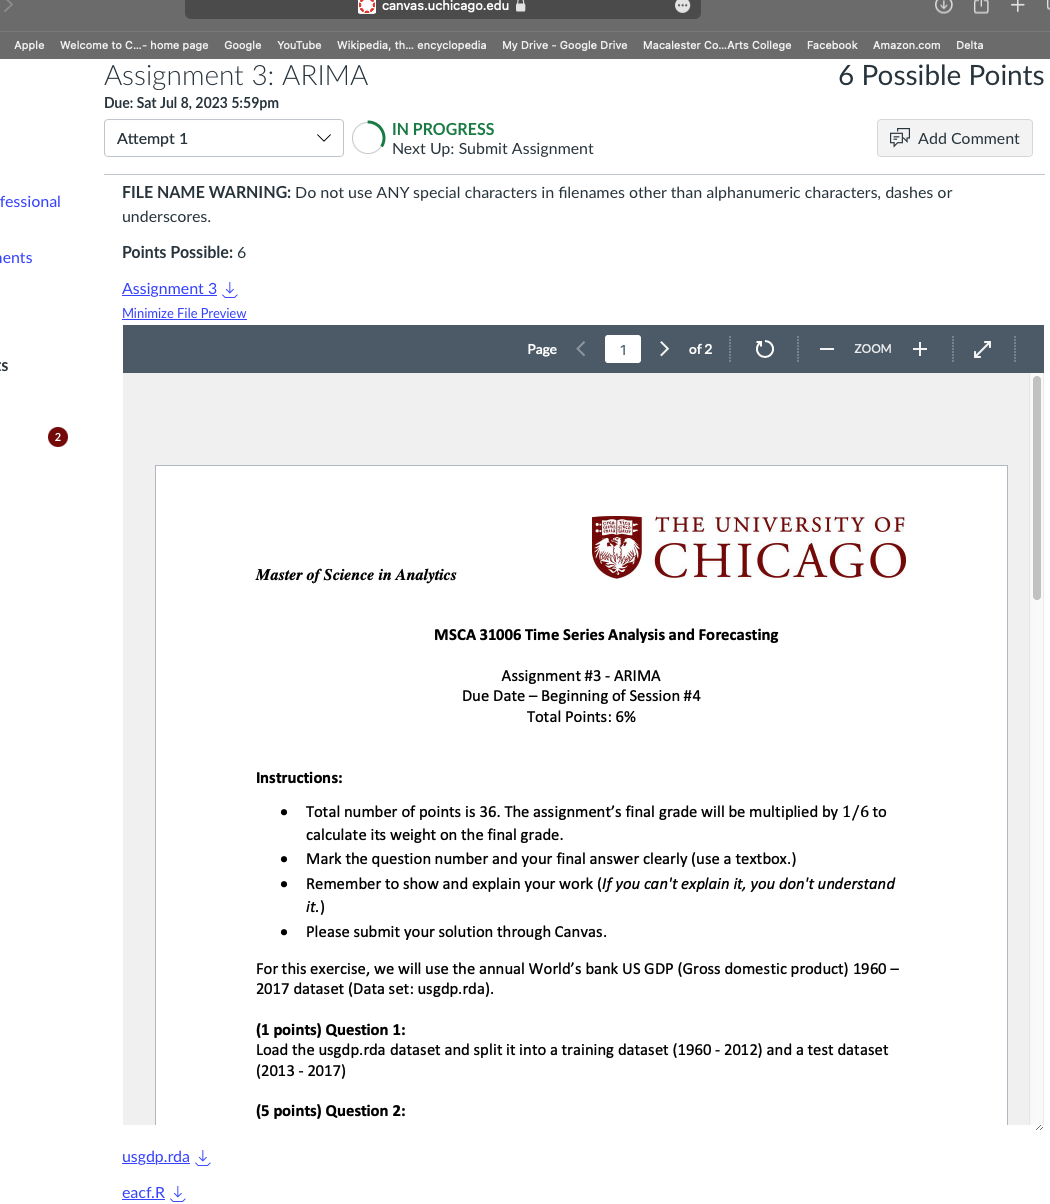 canvas.uchicago.edu
Apple Welcome to C...- home page Google YouTube Wikipedia, th... encyclopedia My Drive - Google Drive Macalester Co...Arts College Facebook Amazon.com Delta
Assignment 3: ARIMA
6 Possible Points
Due: Sat Jul 8, 2023 5:59pm
Attempt 1
IN PROGRESS
Next Up: Submit Assignment
Add Comment
FILE NAME WARNING: Do not use ANY special characters in filenames other than alphanumeric characters, dashes or
underscores.
fessional
Points Possible: 6
ents
Assignment 3
Minimize File Preview
Page 1 of 2 ZOOM
s
2
THE UNIVERSITY OF
CHICAGO
Master of Science in Analytics
MSCA 31006 Time Series Analysis and Forecasting
Assignment #3 - ARIMA
Due Date – Beginning of Session #4
Total Points: 6%
Instructions:
• Total number of points is 36. The assignment's final grade will be multiplied by 1/6 to
calculate its weight on the final grade.
• Mark the question number and your final answer clearly (use a textbox.)
• Remember to show and explain your work (If you can't explain it, you don't understand
it.)
• Please submit your solution through Canvas.
For this exercise, we will use the annual World's bank US GDP (Gross domestic product) 1960 –
2017 dataset (Data set: usgdp.rda).
(1 points) Question 1:
Load the usgdp.rda dataset and split it into a training dataset (1960 - 2012) and a test dataset
(2013 - 2017)
(5 points) Question 2:
usgdp.rda
eacf.R